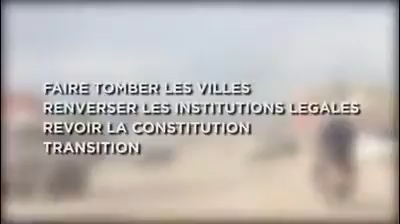 FAIRE TOMBER LES VILLES
RENVERSER LES INSTITUTIONS LEGALES
REVOIR LA CONSTITUTION
TRANSITION